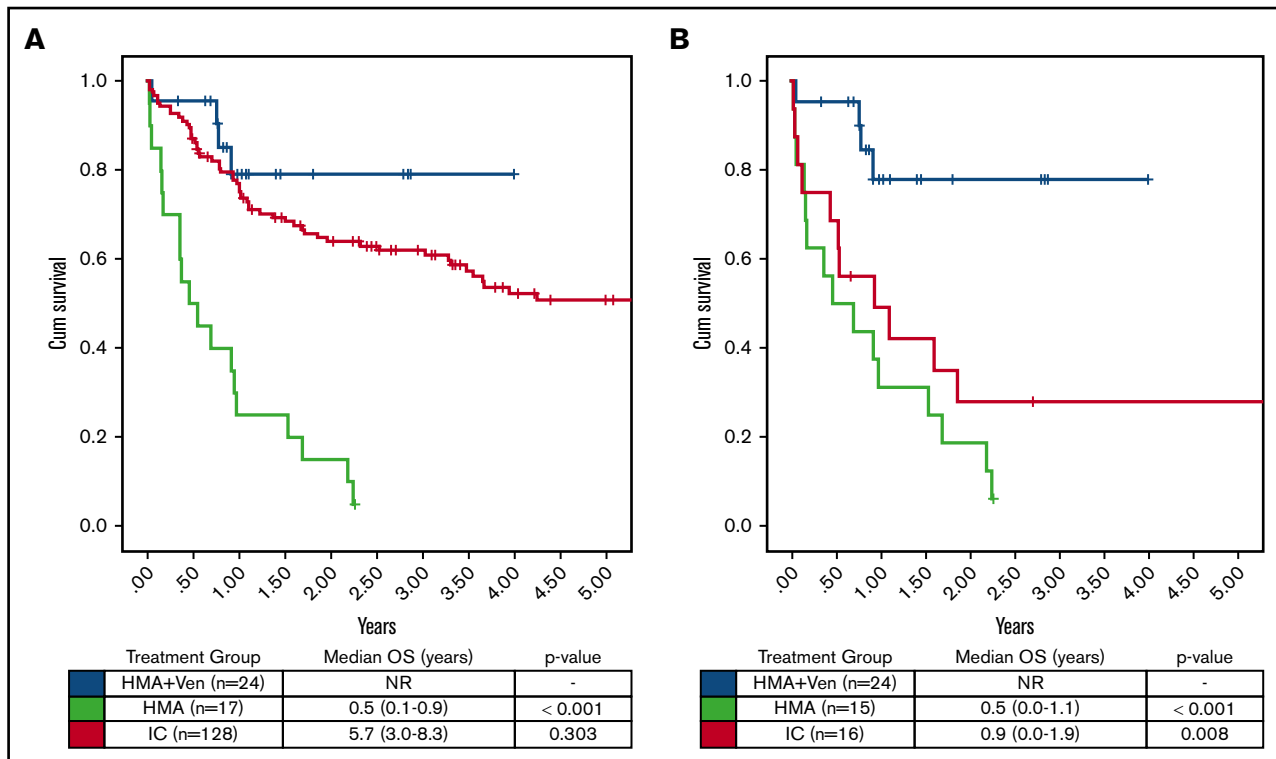 A
1.0
0.8
0.6
0.4
0.2
0.0
Cum survival
.00 .50 1.00 1.50 2.00 2.50 3.00 3.50 4.00 4.50 5.00
Years
Treatment Group Median OS (years) p-value
HMA+Ven (n=24) NR -
HMA (n=17) 0.5 (0.1-0.9) < 0.001
IC (n=128) 5.7 (3.0-8.3) 0.303
B
1.0
0.8
0.6
0.4
0.2
0.0
Cum survival
.00 .50 1.00 1.50 2.00 2.50 3.00 3.50 4.00 4.50 5.00
Years
Treatment Group Median OS (years) p-value
HMA+Ven (n=24) NR -
HMA (n=15) 0.5 (0.0-1.1) < 0.001
IC (n=16) 0.9 (0.0-1.9) 0.008